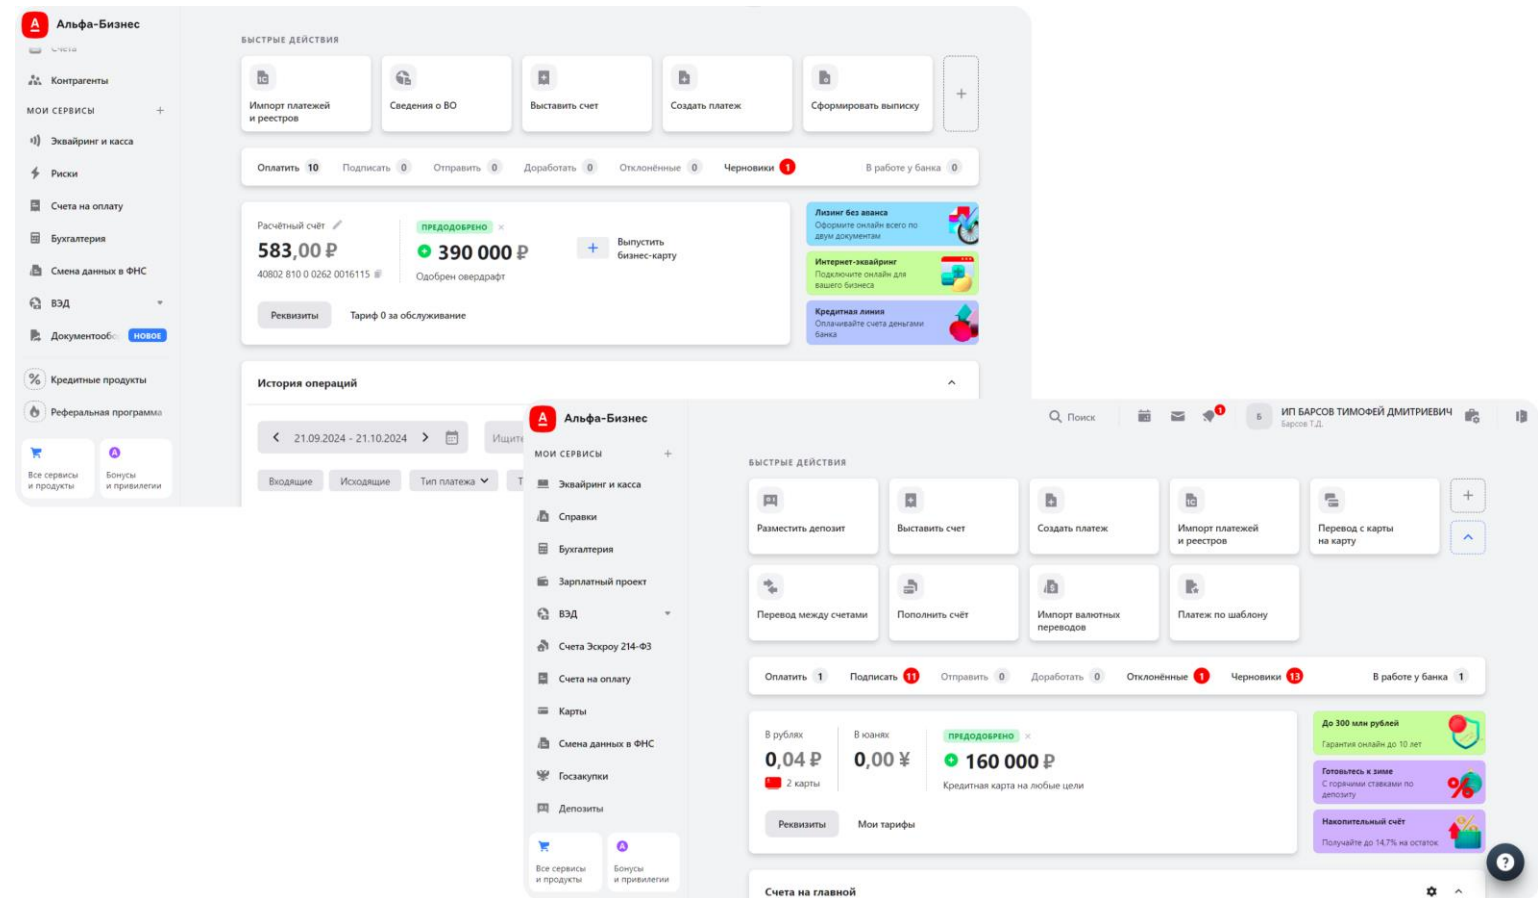 Альфа-Бизнес
Счета
Контрагенты
МОИ СЕРВИСЫ +
Эквайринг и касса
Риски
Счета на оплату
Бухгалтерия
Смена данных в ФНС
ВЭД
Документообо НОВОЕ
Кредитные продукты
Реферальная программа
Все сервисы
и продукты
Бонусы
и привилегии
БЫСТРЫЕ ДЕЙСТВИЯ
Импорт платежей
и реестров
Сведения о ВО
Выставить счет
Создать платеж
Сформировать выписку
Оплатить 10 Подписать 0 Отправить 0 Доработать 0 Отклонённые 0 Черновики 1 В работе у банка 0
Расчётный счёт
583,00 ₽
40802 810 0 0262 0016115
ПРЕДОДОБРЕНО ×
390 000 ₽
Одобрен овердрафт
Выпустить
бизнес-карту
Реквизиты Тариф 0 за обслуживание
Лизинг без аванса
Оформите онлайн всего по
двум документам
Интернет-эквайринг
Подключите онлайн для
вашего бизнеса
Кредитная линия
Оплачивайте счета деньгами
банка
История операций
21.09.2024 - 21.10.2024
Ищите
Входящие Исходящие Тип платежа Т
Альфа-Бизнес
МОИ СЕРВИСЫ +
Эквайринг и касса
Справки
Бухгалтерия
Зарплатный проект
ВЭД
Счета Эскроу 214-ФЗ
Счета на оплату
Карты
Смена данных в ФНС
Госзакупки
Депозиты
Все сервисы
и продукты
Бонусы
и привилегии
Поиск
1
Б
ИП БАРСОВ ТИМОФЕЙ ДМИТРИЕВИЧ
Барсов Т.Д.
БЫСТРЫЕ ДЕЙСТВИЯ
Разместить депозит
Выставить счет
Создать платеж
Импорт платежей
и реестров
Перевод с карты
на карту
Перевод между счетами
Пополнить счёт
Импорт валютных
переводов
Платеж по шаблону
Оплатить 1 Подписать 11 Отправить 0 Доработать 0 Отклонённые 1 Черновики 13 В работе у банка 1
В рублях
0,04 ₽
2 карты
В юанях
0,00 ¥
ПРЕДОДОБРЕНО ×
160 000 ₽
Кредитная карта на любые цели
Реквизиты Мои тарифы
До 300 млн рублей
Гарантия онлайн до 10 лет
Готовьтесь к зиме
С горячими ставками по
депозиту
Накопительный счёт
Получайте до 14,7% на остаток
Счета на главной
?